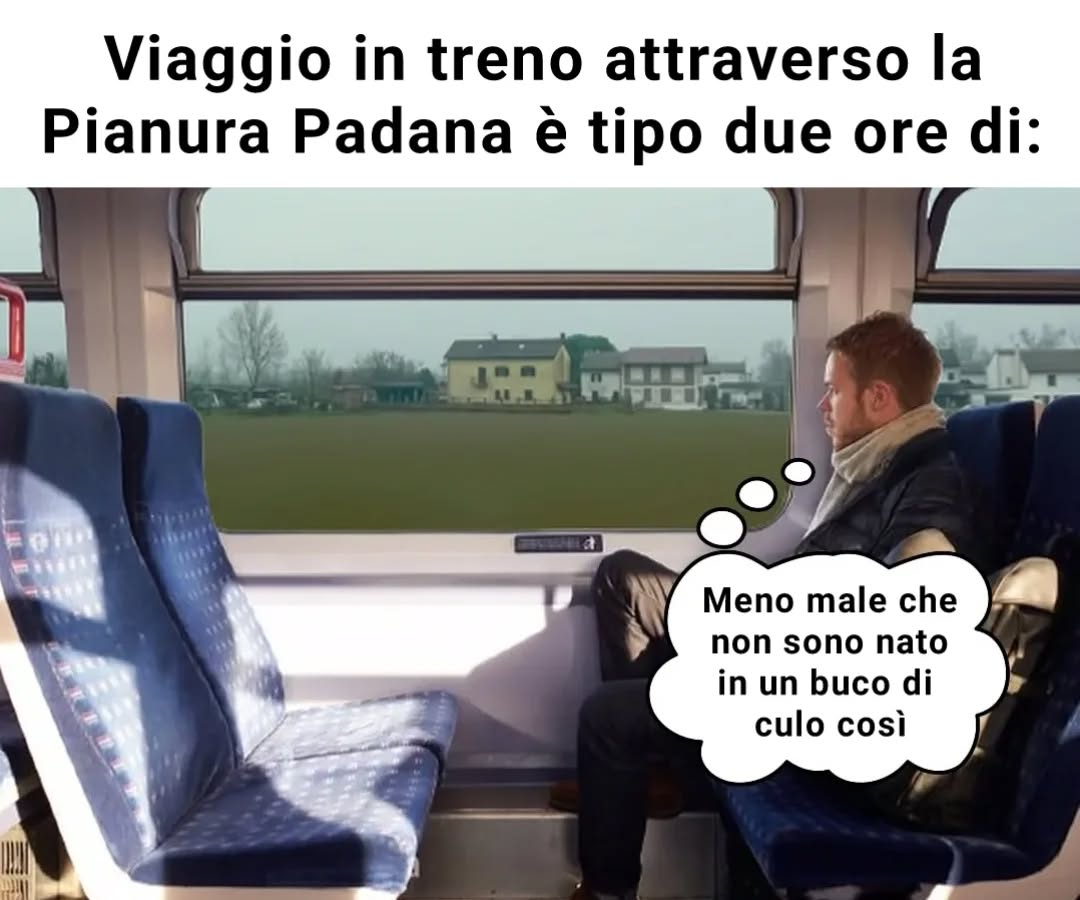 Viaggio in treno attraverso la
Pianura Padana è tipo due ore di:
Meno male che
non sono nato
in un buco di
culo così